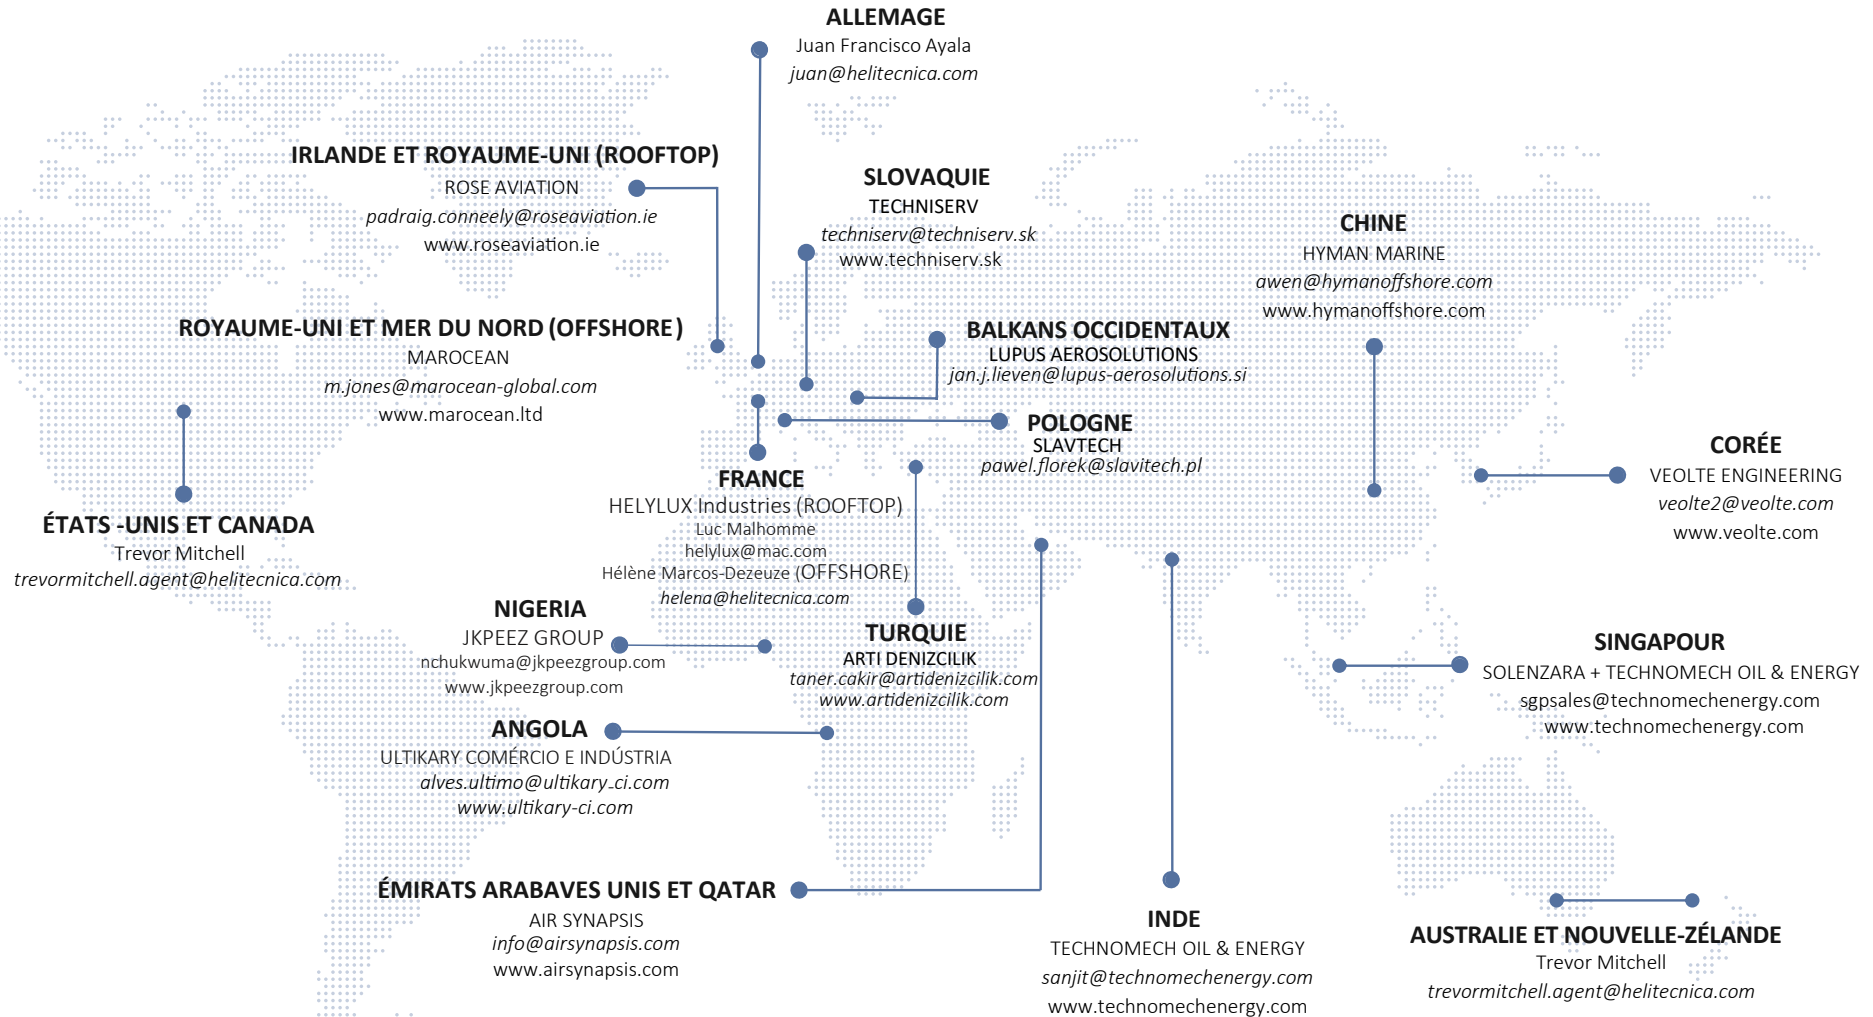 ALLEMAGE
Juan Francisco Ayala
juan@helitecnica.com
IRLANDE ET ROYAUME-UNI (ROOFTOP)
ROSE AVIATION
padraig.conneely@roseaviation.ie
www.roseaviation.ie
SLOVAQUIE
TECHNISERV
techniserv@techniserv.sk
www.techniserv.sk
CHINE
HYMAN MARINE
awen@hymanoffshore.com
www.hymanoffshore.com
ROYAUME-UNI ET MER DU NORD (OFFSHORE)
MAROCEAN
m.jones@marocean-global.com
www.marocean.ltd
BALKANS OCCIDENTAUX
LUPUS AEROSOLUTIONS
jan.j.lieven@lupus-aerosolutions.si
POLOGNE
SLAVTECH
pawel.florek@slavitech.pl
CORÉE
VEOLTE ENGINEERING
veolte2@veolte.com
www.veolte.com
FRANCE
HELYLUX Industries (ROOFTOP)
Luc Malhomme
helylux@mac.com
Hélène Marcos-Dezeuze (OFFSHORE)
helena@helitecnica.com
ÉTATS -UNIS ET CANADA
Trevor Mitchell
trevormitchell.agent@helitecnica.com
NIGERIA
JKPEEZ GROUP
nchukwuma@jkpeezgroup.com
www.jkpeezgroup.com
TURQUIE
ARTI DENIZCILIK
taner.cakir@artidenizcilik.com
www.artidenizcilik.com
SINGAPOUR
SOLENZARA + TECHNOMECH OIL & ENERGY
sgpsales@technomechenergy.com
www.technomechenergy.com
ANGOLA
ULTIKARY COMÉRCIO E INDÚSTRIA
alves.ultimo@ultikary-ci.com
www.ultikary-ci.com
ÉMIRATS ARABAVES UNIS ET QATAR
AIR SYNAPSIS
info@airsynapsis.com
www.airsynapsis.com
INDE
TECHNOMECH OIL & ENERGY
sanjit@technomechenergy.com
www.technomechenergy.com
AUSTRALIE ET NOUVELLE-ZÉLANDE
Trevor Mitchell
trevormitchell.agent@helitecnica.com